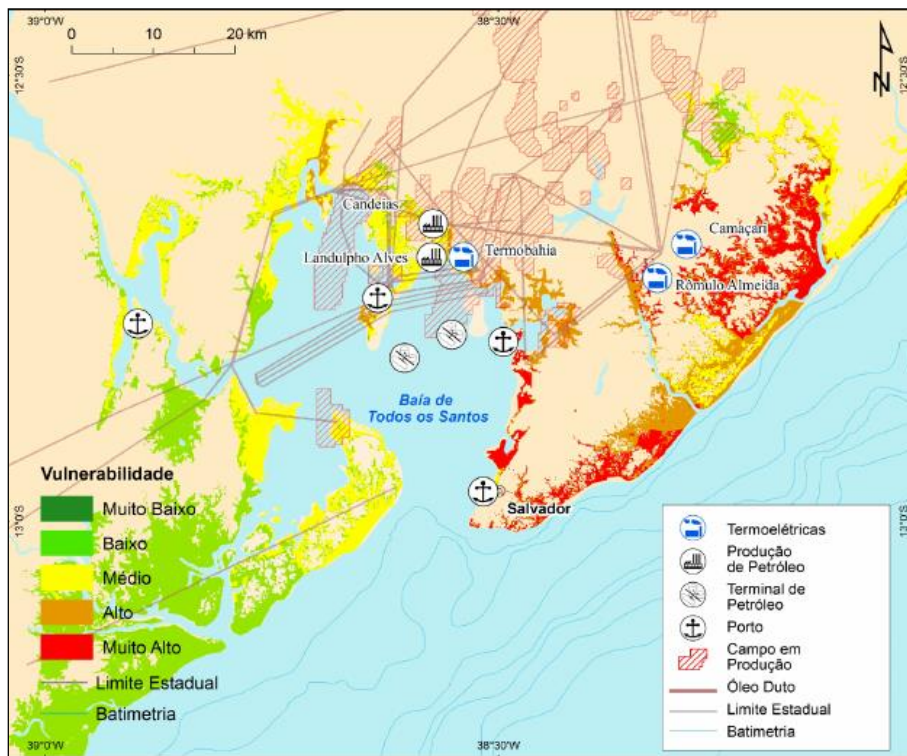 39°0'W
38°30'W
0 10 20 km
12°30'S
12°30'S
N
Candeias
Landulpho Alves
Termobahia
Camaçari
Rômulo Almeida
Baía de
Todos os Santos
Salvador
13°0'S
13°0'S
Vulnerabilidade
Muito Baixo
Baixo
Médio
Alto
Muito Alto
Limite Estadual
Batimetria
Termoelétricas
Produção
de Petróleo
Terminal de
Petróleo
Porto
Campo em
Produção
Óleo Duto
Limite Estadual
Batimetria
39°0'W
38°30'W